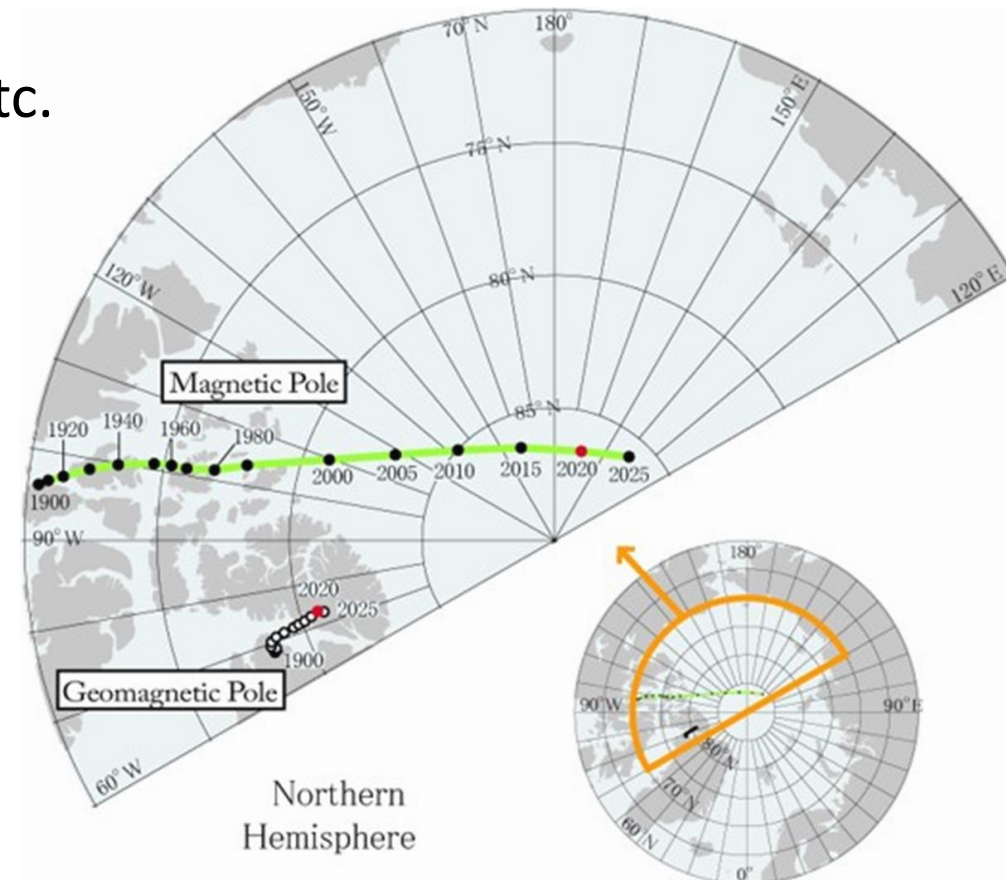 tc.
70° N
180°
150° W
150° E
75° N
80° N
120° W
120° E
Magnetic Pole
85° N
1920
1940
1960
1980
1900
2000
2005
2010
2015
2020
2025
90° W
2020
2025
1900
Geomagnetic Pole
60° W
Northern
Hemisphere
180°
90° W
90° E
80° N
70° N
60° N
0°